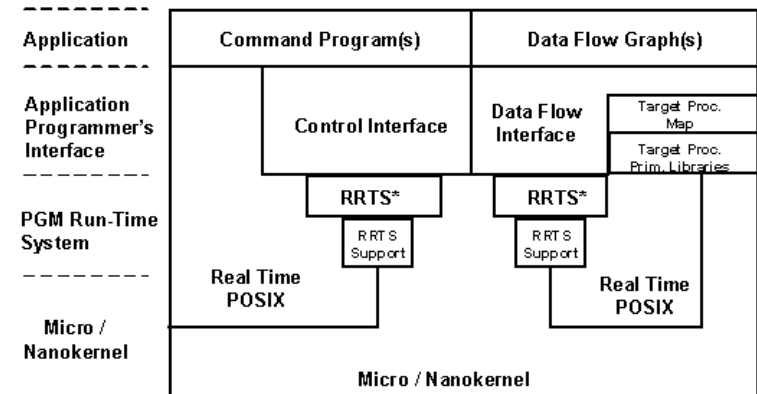 Application
Command Program(s)
Data Flow Graph(s)
Application
Programmer's
Interface
Control Interface
Data Flow
Interface
Target Proc.
Map
Target Proc.
Prim. Libraries
PGM Run-Time
System
RRTS*
RRTS
Support
RRTS*
RRTS
Support
Real Time
POSIX
Real Time
POSIX
Micro /
Nanokernel
Micro / Nanokernel